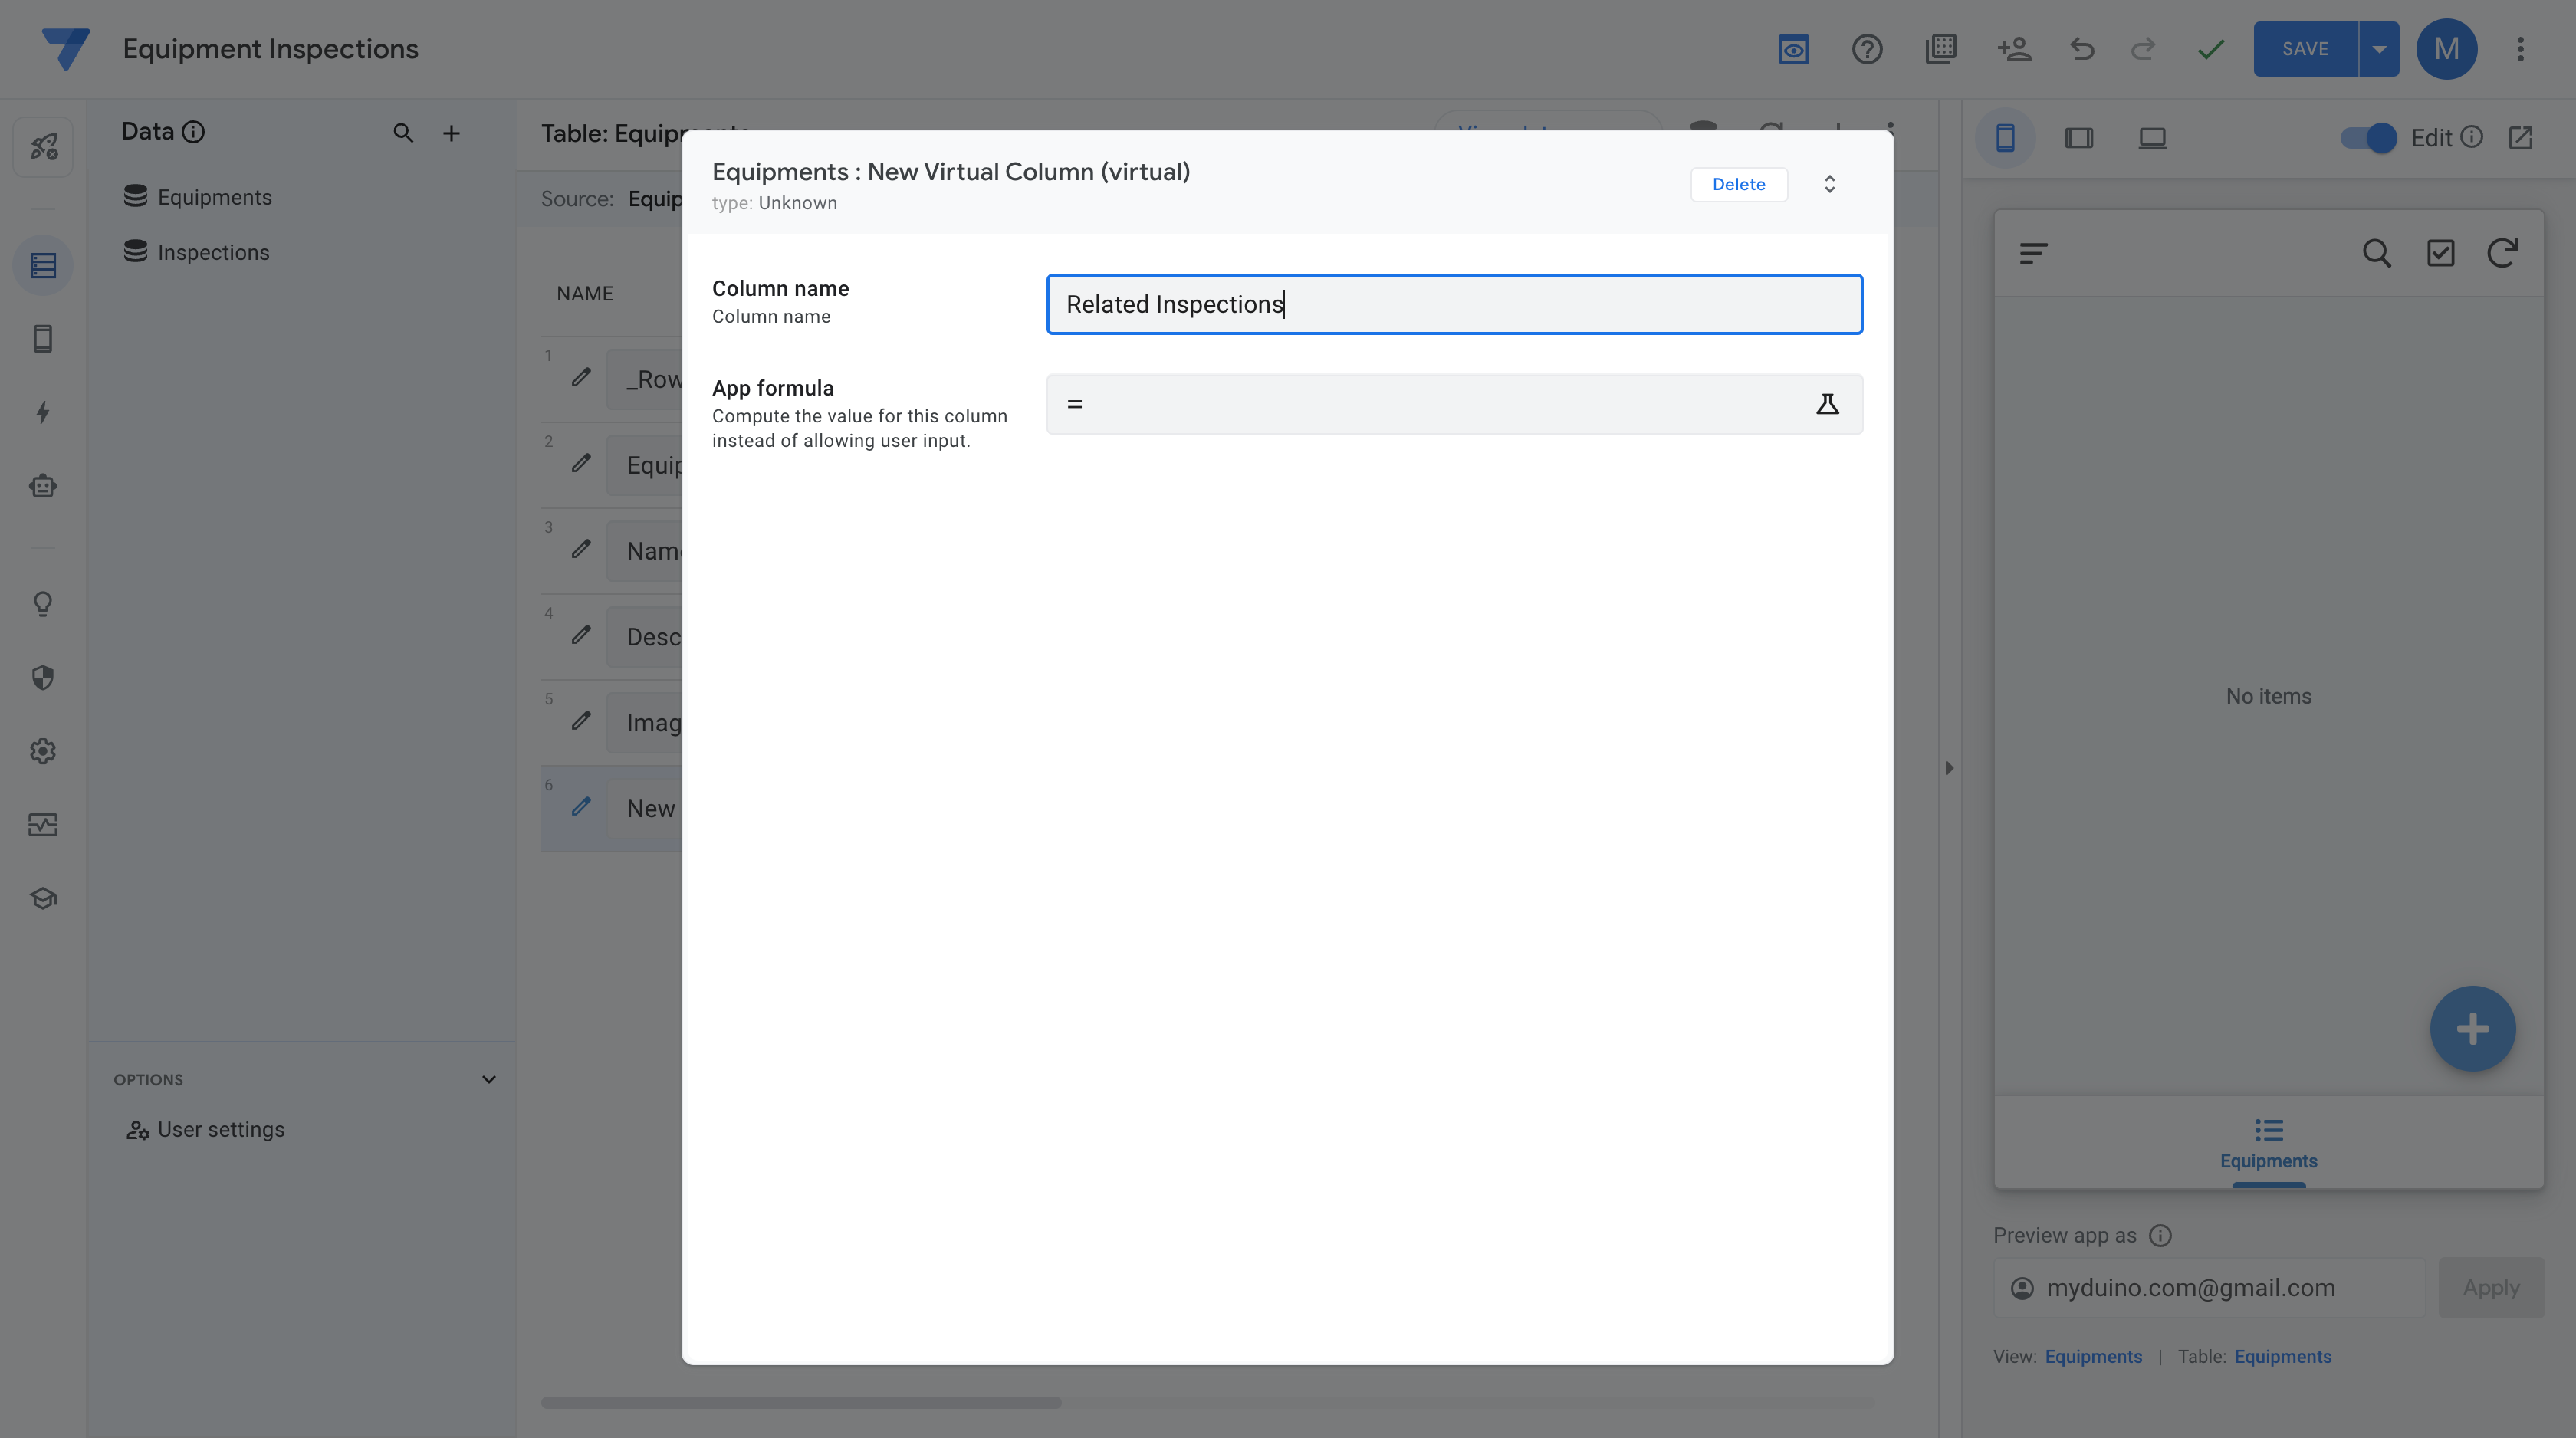 Equipment Inspections
SAVE
M
Data
Equipments
Inspections
OPTIONS
User settings
Table: Equipments
Source: Equip
NAME
1
_Row
2
Equip
3
Nam
4
Desc
5
Imag
6
New
Equipments : New Virtual Column (virtual)
type: Unknown
Delete
Column name
Column name
Related Inspections
App formula
Compute the value for this column
instead of allowing user input.
=
Edit
No items
Equipments
Preview app as
myduino.com@gmail.com
Apply
View: Equipments | Table: Equipments